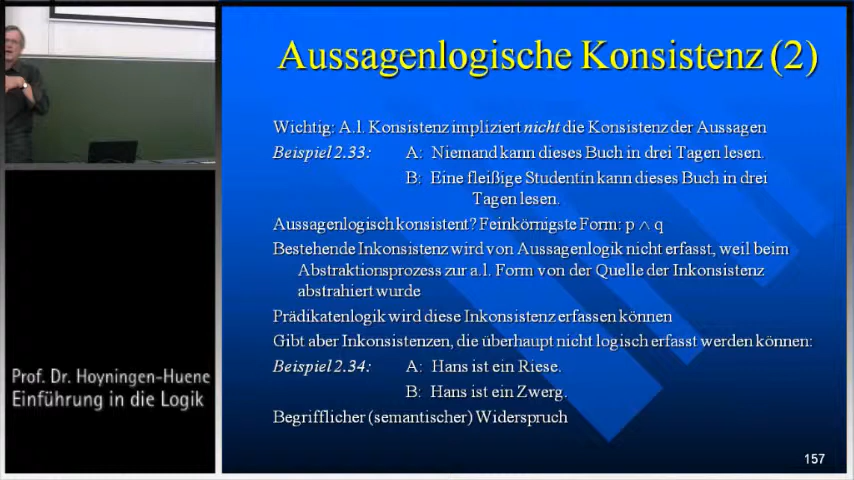 Aussagenlogische Konsistenz (2)
Wichtig: A.l. Konsistenz impliziert nicht die Konsistenz der Aussagen
Beispiel 2.33: A: Niemand kann dieses Buch in drei Tagen lesen.
B: Eine fleißige Studentin kann dieses Buch in drei
Tagen lesen.
Aussagenlogisch konsistent? Feinkörnigste Form: p ∧ q
Bestehende Inkonsistenz wird von Aussagenlogik nicht erfasst, weil beim
Abstraktionsprozess zur a.l. Form von der Quelle der Inkonsistenz
abstrahiert wurde
Prädikatenlogik wird diese Inkonsistenz erfassen können
Gibt aber Inkonsistenzen, die überhaupt nicht logisch erfasst werden können:
Beispiel 2.34: A: Hans ist ein Riese.
B: Hans ist ein Zwerg.
Begrifflicher (semantischer) Widerspruch
157
Prof. Dr. Hoyningen-Huene
Einführung in die Logik